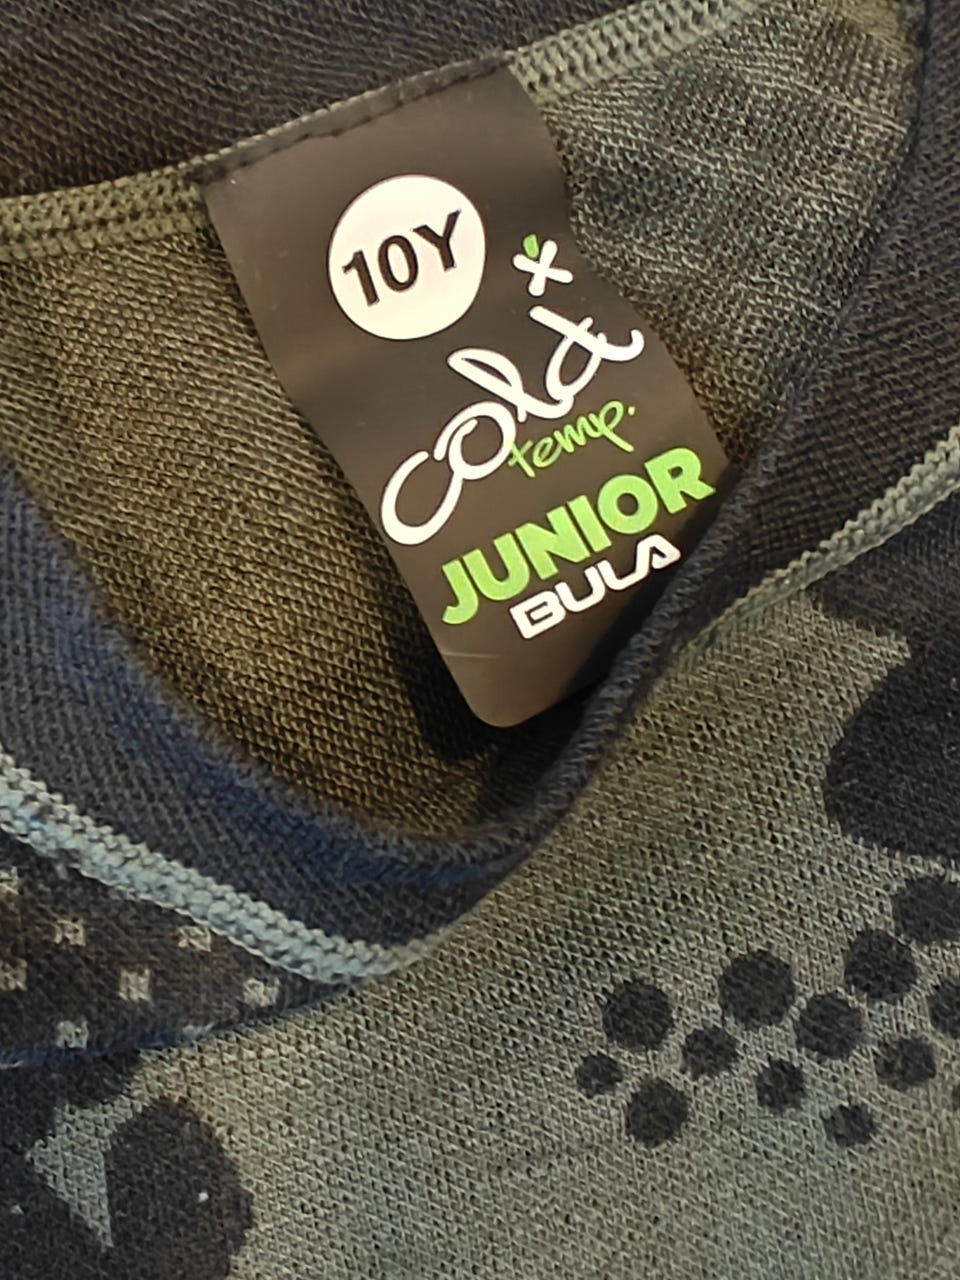 10Y
cold
temp.
JUNIOR
BULA